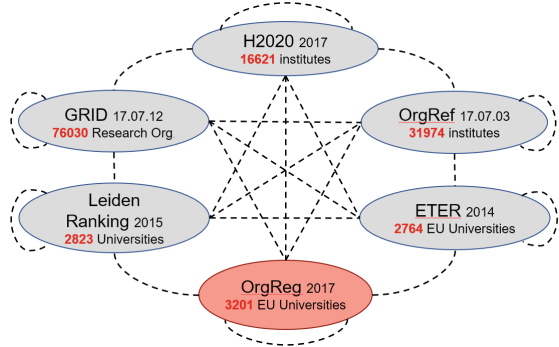 H2020 2017
16621 institutes
GRID 17.07.12
76030 Research Org.
OrgRef 17.07.03
31974 institutes
Leiden
Ranking 2015
2823 Universities
ETER 2014
2764 EU Universities
OrgReg 2017
3201 EU Universities